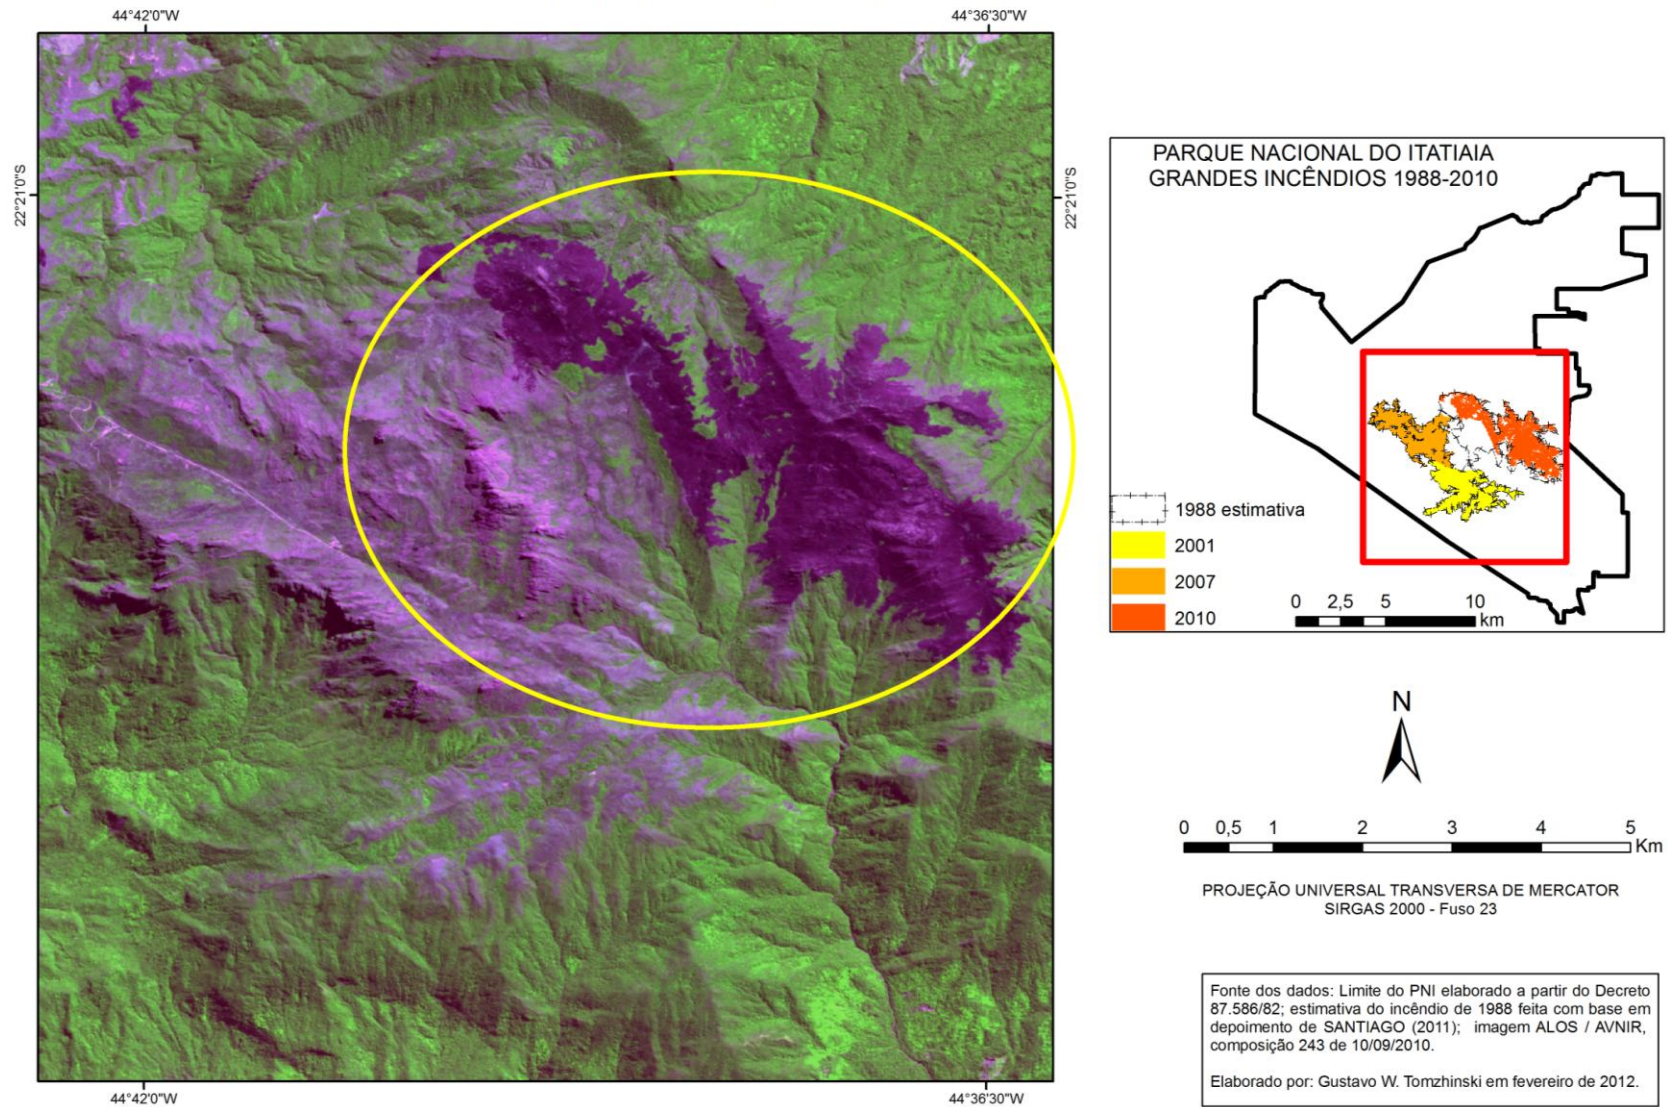 44°42'0"W
44°36'30"W
22°21'0"S
22°21'0"S
44°42'0"W
44°36'30"W
PARQUE NACIONAL DO ITATIAIA
GRANDES INCÊNDIOS 1988-2010
1988 estimativa
2001
2007
2010
0 2,5 5 10
km
N
0 0,5 1 2 3 4 5
Km
PROJEÇÃO UNIVERSAL TRANSVERSA DE MERCATOR
SIRGAS 2000 - Fuso 23
Fonte dos dados: Limite do PNI elaborado a partir do Decreto
87.586/82; estimativa do incêndio de 1988 feita com base em
depoimento de SANTIAGO (2011); imagem ALOS / AVNIR,
composição 243 de 10/09/2010.
Elaborado por: Gustavo W. Tomzhinski em fevereiro de 2012.